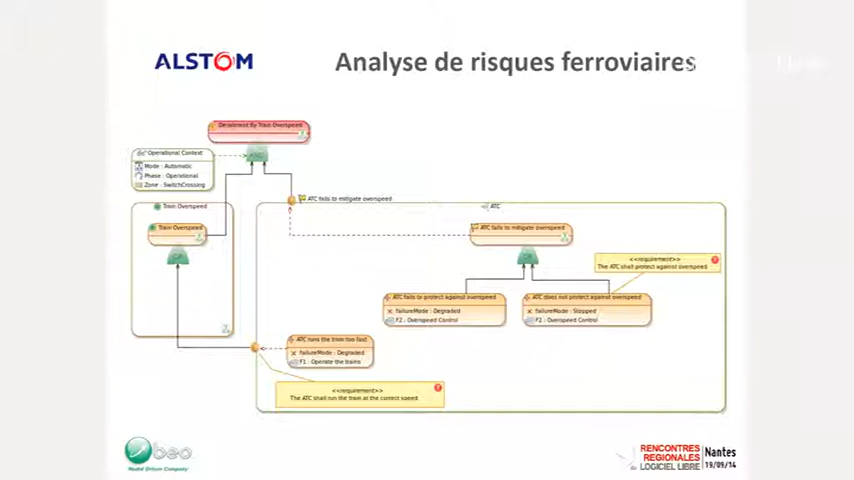 ALSTOM
Analyse de risques ferroviaires
Derailment By Train Overspeed
AND
Operational Context
Mode : Automatic
Phase : Operational
Zone : SwitchCrossing
ATC fails to mitigate overspeed
Train Overspeed
ATC
Train Overspeed
OR
ATC fails to mitigate overspeed
OR
<<requirement>>
The ATC shall protect against overspeed
ATC fails to protect against overspeed
failureMode : Degraded
F2 : Overspeed Control
ATC does not protect against overspeed
failureMode : Stopped
F2 : Overspeed Control
ATC runs the train too fast
failureMode : Degraded
F1 : Operate the trains
<<requirement>>
The ATC shall run the train at the correct speed
obeo
Model Driven Company
RENCONTRES
REGIONALES
LOGICIEL LIBRE
Nantes
19/09/14